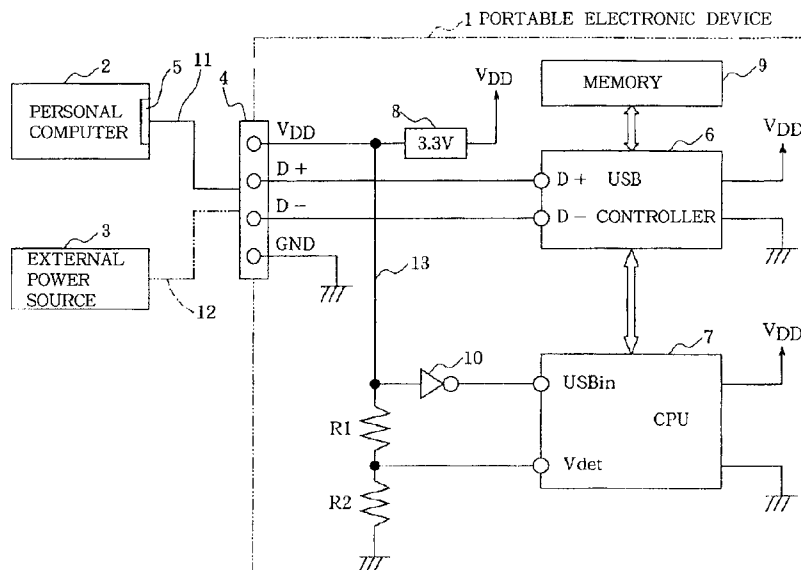 1 PORTABLE ELECTRONIC DEVICE
2
5
11
PERSONAL
COMPUTER
4
VDD
D+
D-
GND
8
3.3V
VDD
MEMORY
9
6
VDD
D+ USB
D- CONTROLLER
3
EXTERNAL
POWER
SOURCE
12
13
10
7
VDD
USBin
CPU
Vdet
R1
R2